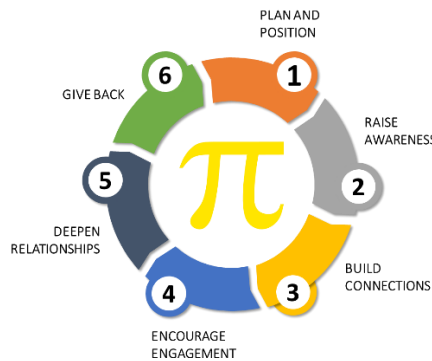 PLAN AND
POSITION
1
RAISE
AWARENESS
2
BUILD
CONNECTIONS
3
ENCOURAGE
ENGAGEMENT
4
DEEPEN
RELATIONSHIPS
5
GIVE BACK
6
π